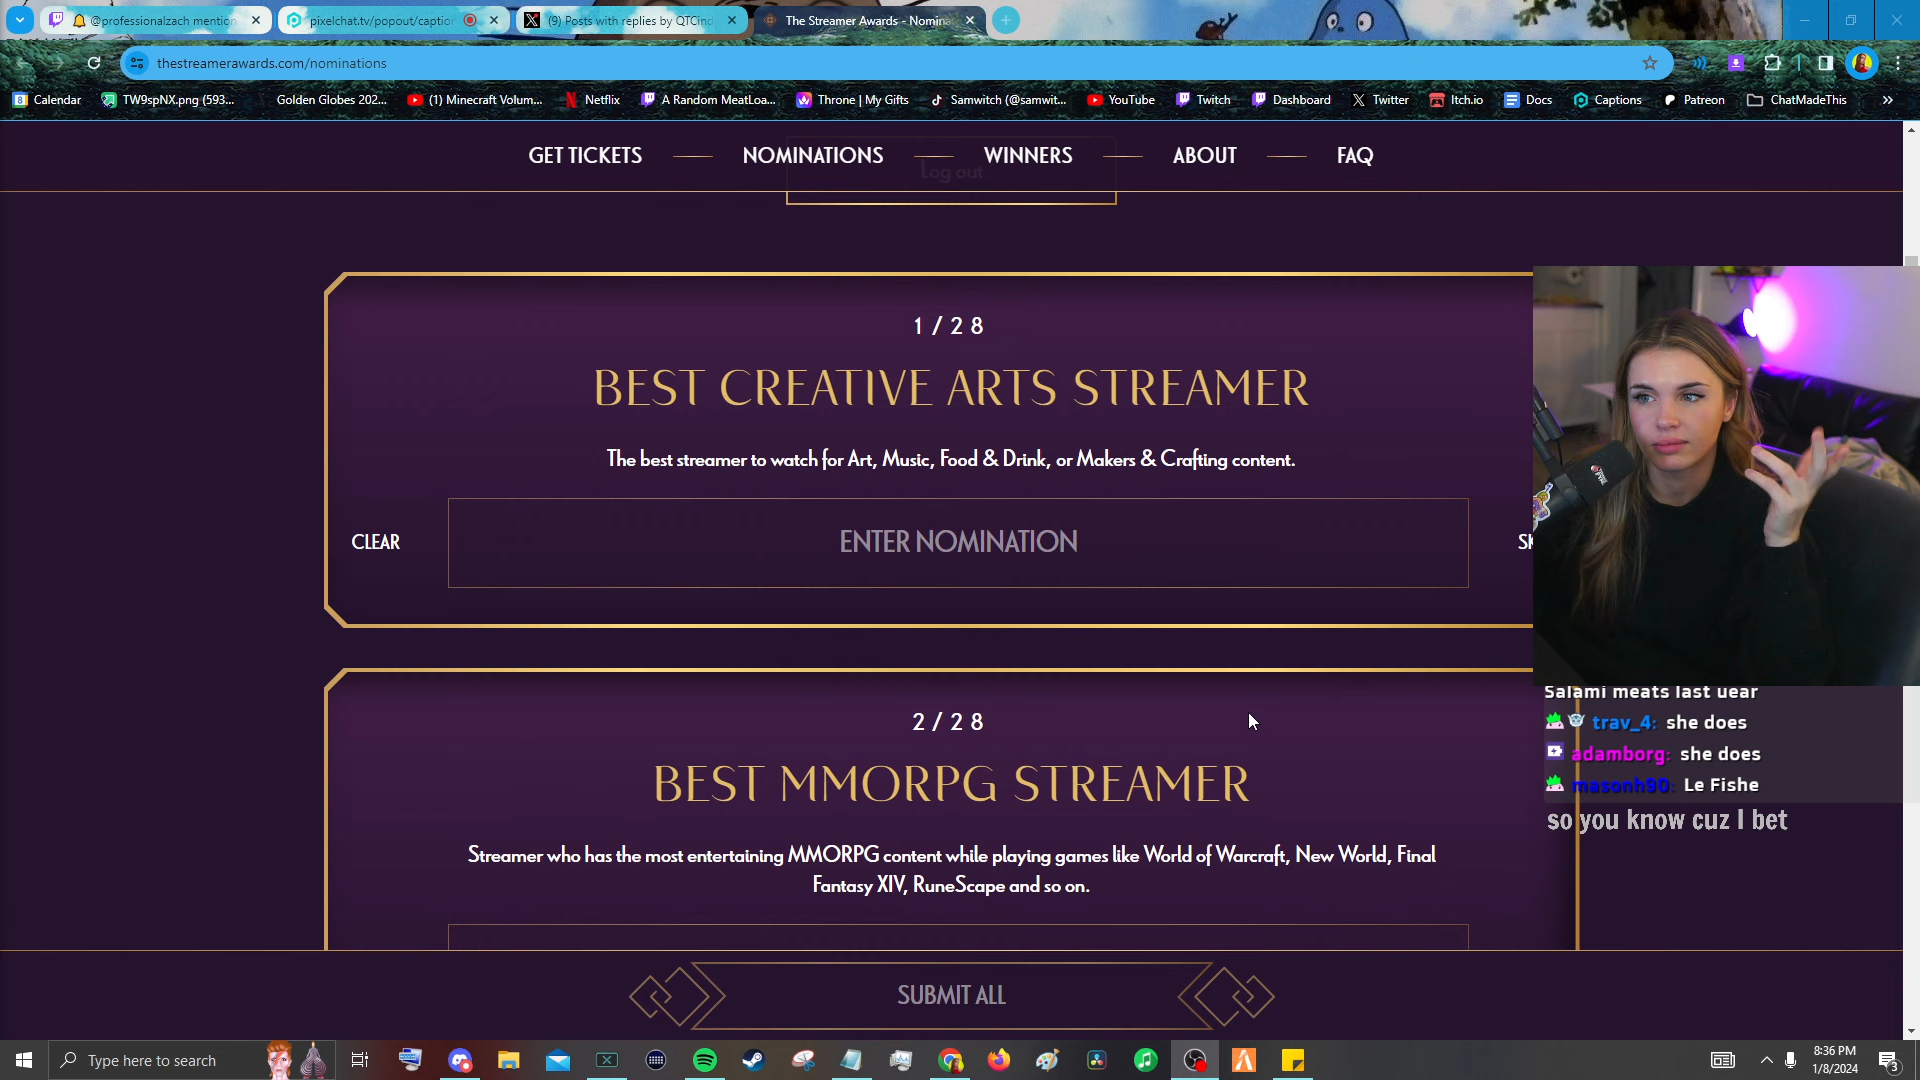 @professionalzach mention
pixelchat.tv/popout/captio
(9) Posts with replies by QTCind
The Streamer Awards - Nomina
thestreamerawards.com/nominations
Calendar
TW9spNX.png (593...
Golden Globes 202...
(1) Minecraft Volum...
Netflix
A Random MeatLoa...
Throne | My Gifts
Samwitch (@samwit...
YouTube
Twitch
Dashboard
Twitter
Itch.io
Docs
Captions
Patreon
ChatMadeThis
GET TICKETS
NOMINATIONS
WINNERS
ABOUT
FAQ
Log out
1/28
BEST CREATIVE ARTS STREAMER
The best streamer to watch for Art, Music, Food & Drink, or Makers & Crafting content.
CLEAR
ENTER NOMINATION
SK
2/28
BEST MMORPG STREAMER
Streamer who has the most entertaining MMORPG content while playing games like World of Warcraft, New World, Final
Fantasy XIV, RuneScape and so on.
SUBMIT ALL
Salami meats last uear
trav_4: she does
adamborg: she does
masonh90: Le Fishe
so you know cuz I bet
Type here to search
8:36 PM
1/8/2024
3